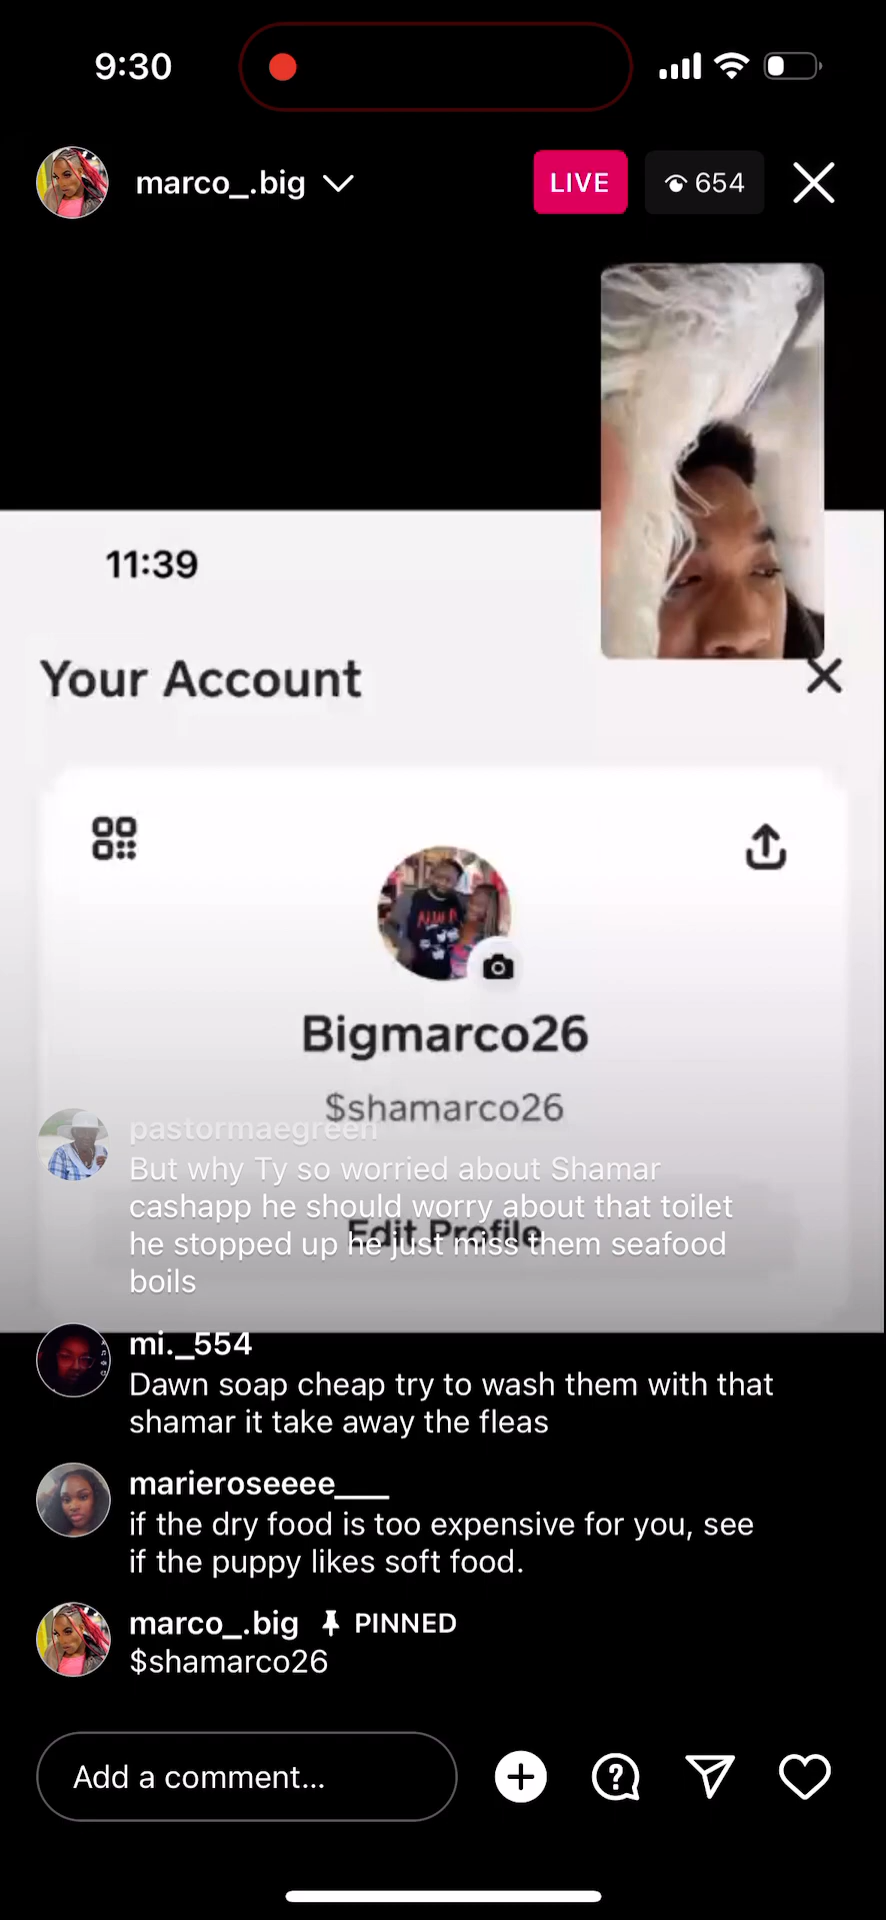 9:30
marco_.big
LIVE
654
11:39
Your Account
Bigmarco26
$shamarco26
Edit Profile
pastormaegreen
But why Ty so worried about Shamar
cashapp he should worry about that toilet
he stopped up he just miss them seafood
boils
mi._554
Dawn soap cheap try to wash them with that
shamar it take away the fleas
marieroseeee___
if the dry food is too expensive for you, see
if the puppy likes soft food.
marco_.big PINNED
$shamarco26
Add a comment...